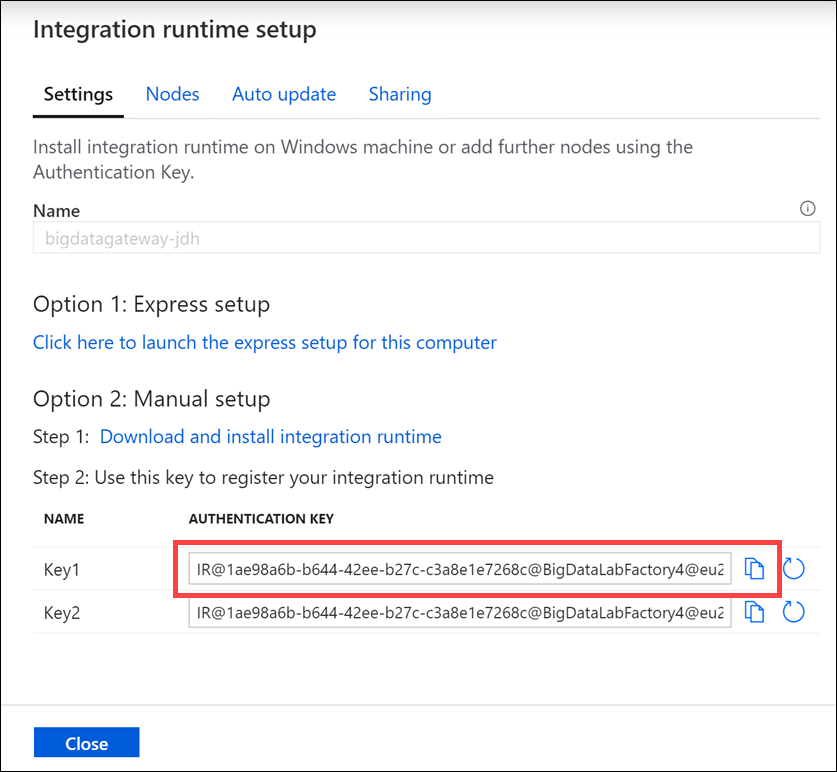 Integration runtime setup
Settings Nodes Auto update Sharing
Install integration runtime on Windows machine or add further nodes using the
Authentication Key.
Name
bigdatagateway-jdh
Option 1: Express setup
Click here to launch the express setup for this computer
Option 2: Manual setup
Step 1: Download and install integration runtime
Step 2: Use this key to register your integration runtime
NAME AUTHENTICATION KEY
Key1 IR@1ae98a6b-b644-42ee-b27c-c3a8e1e7268c@BigDataLabFactory4@eu2
Key2 IR@1ae98a6b-b644-42ee-b27c-c3a8e1e7268c@BigDataLabFactory4@eu2
Close